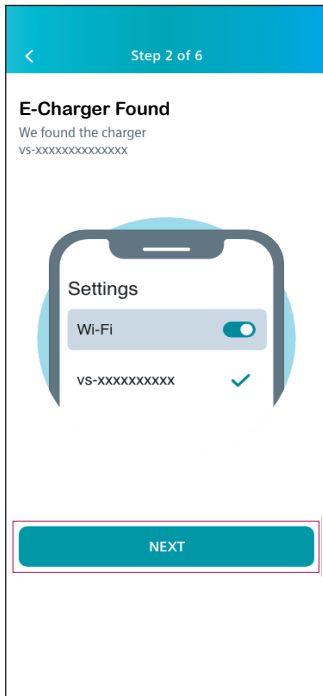 Step 2 of 6
E-Charger Found
We found the charger
vs-xxxxxxxxxxxxxx
Settings
Wi-Fi
vs-xxxxxxxxxx
NEXT